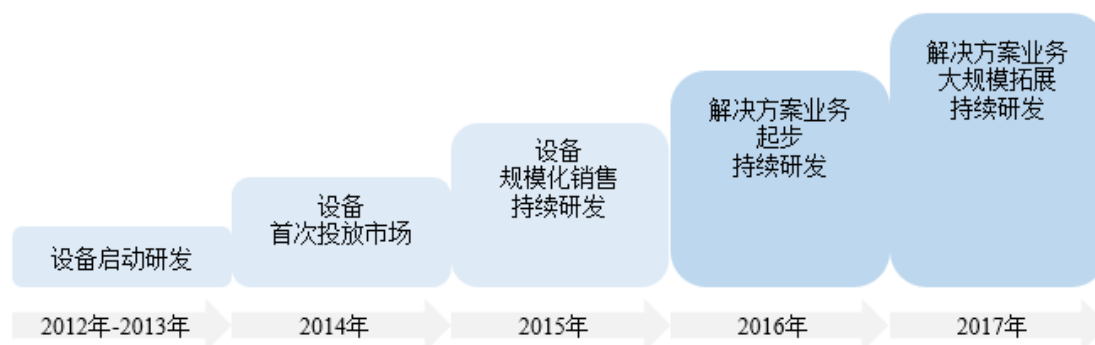 设备启动研发
设备
首次投放市场
设备
规模化销售
持续研发
解决方案业务
起步
持续研发
解决方案业务
大规模拓展
持续研发
2012年-2013年
2014年
2015年
2016年
2017年